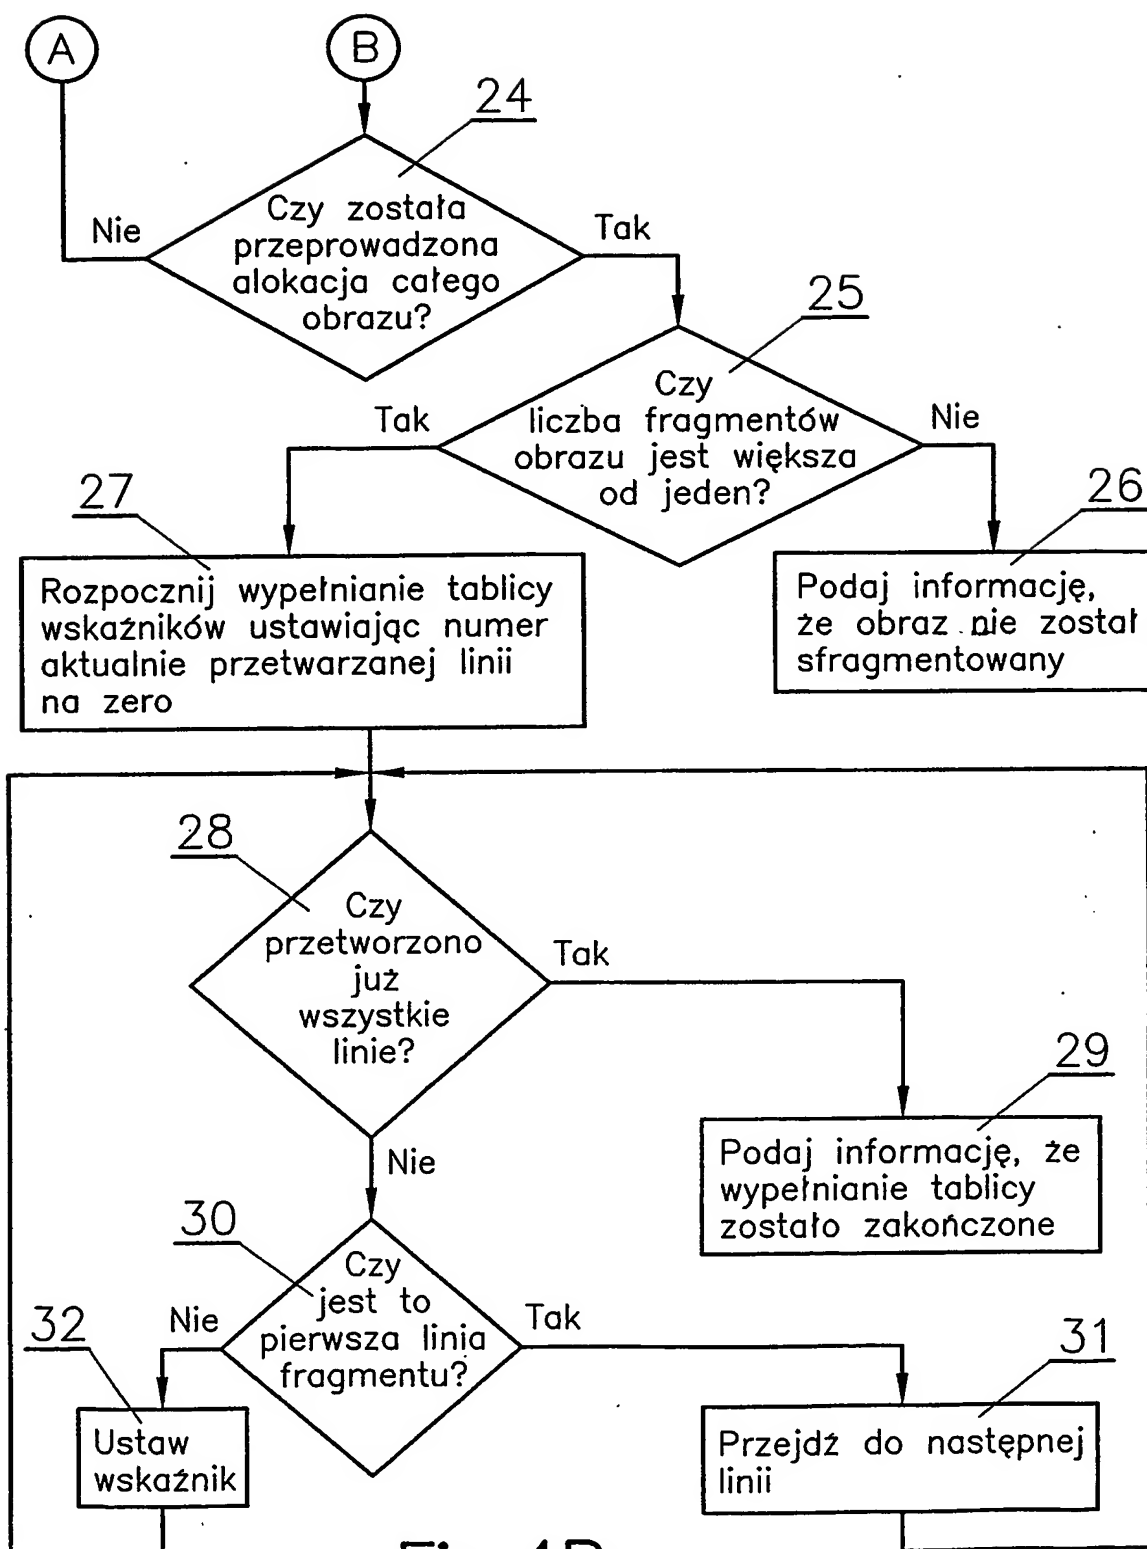 A
B
24
Czy została
przeprowadzona
alokacja całego
obrazu?
Nie
Tak
25
Czy
liczba fragmentów
obrazu jest większa
od jeden?
Tak
Nie
27
Rozpocznij wypełnianie tablicy
wskaźników ustawiając numer
aktualnie przetwarzanej linii
na zero
26
Podaj informację,
że obraz nie został
sfragmentowany
28
Czy
przetworzono
już
wszystkie
linie?
Tak
Nie
29
Podaj informację, że
wypełnianie tablicy
zostało zakończone
30
Czy
jest to
pierwsza linia
fragmentu?
Nie
Tak
32
Ustaw
wskaźnik
31
Przejdź do następnej
linii